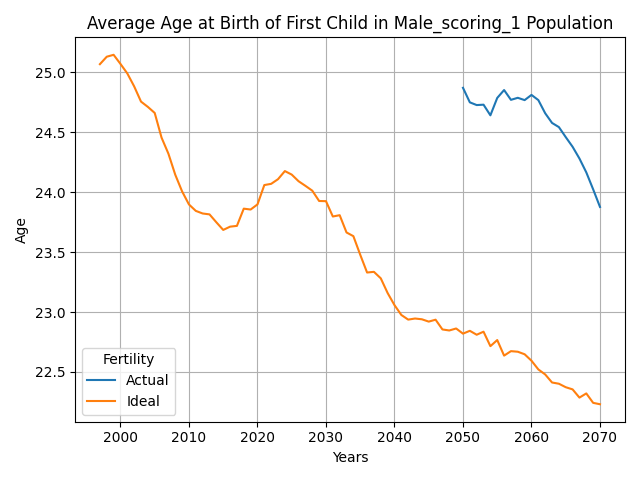 Average Age at Birth of First Child in Male_scoring_1 Population
25.0
24.5
24.0
23.5
23.0
22.5
Age
Fertility
Actual
Ideal
2000 2010 2020 2030 2040 2050 2060 2070
Years